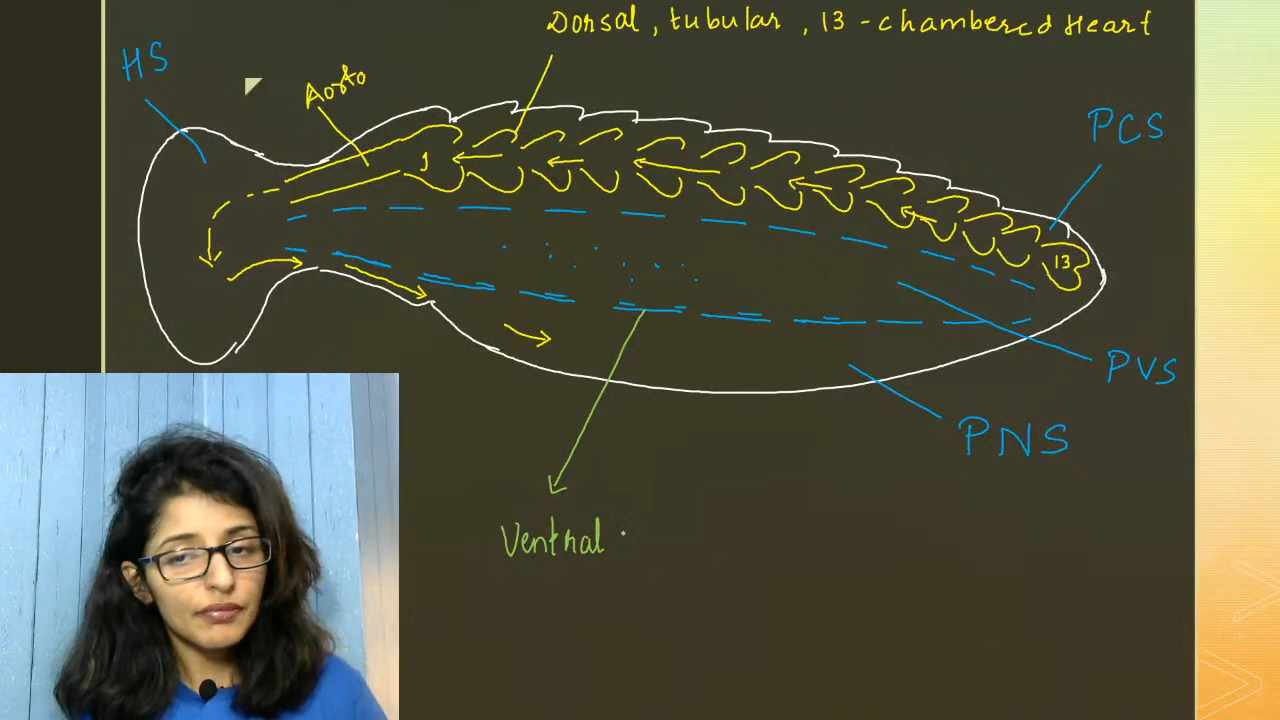 Dorsal, tubular, 13-chambered Heart
HS
Aorta
PCS
1
13
PVS
PNS
Ventral